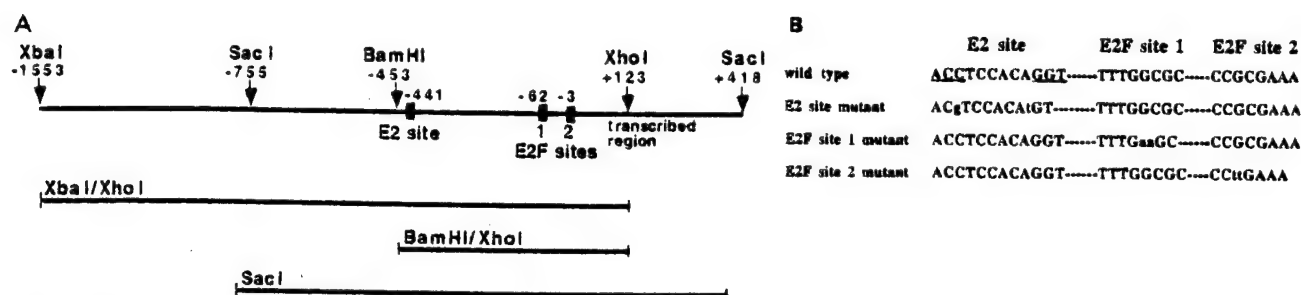 A
XbaI
-1553
SacI
-755
BamHI
-453
-441
E2 site
-62
-3
1
2
E2F sites
XhoI
+123
transcribed
region
SacI
+418
XbaI/XhoI
BamHI/XhoI
SacI
B
E2 site E2F site 1 E2F site 2
wild type ACCTCCACAGGT------TTTGGCGC-----CCGCGAAA
E2 site mutant ACgTCCACAtGT-------TTTGGCGC-----CCGCGAAA
E2F site 1 mutant ACCTCCACAGGT------TTTGaaGC----CCGCGAAA
E2F site 2 mutant ACCTCCACAGGT------TTTGGCGC----CCttGAAA